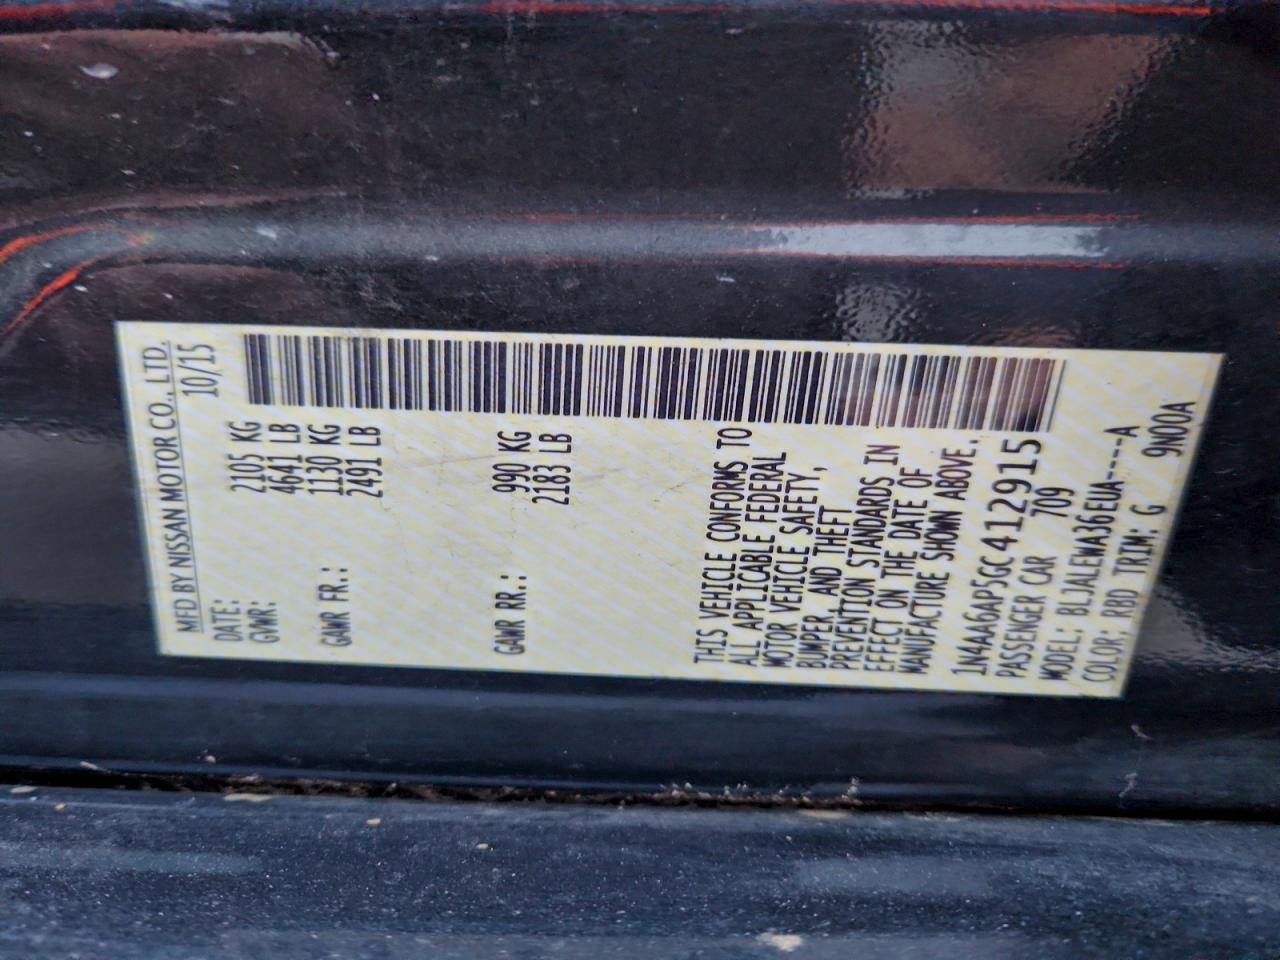 MFD BY NISSAN MOTOR CO., LTD.
DATE: 10/15
GVWR: 2105 KG
4641 LB
GAWR FR.: 1130 KG
2491 LB
GAWR RR.: 990 KG
2183 LB
THIS VEHICLE CONFORMS TO
ALL APPLICABLE FEDERAL
MOTOR VEHICLE SAFETY,
BUMPER, AND THEFT
PREVENTION STANDARDS IN
EFFECT ON THE DATE OF
MANUFACTURE SHOWN ABOVE.
1N4AA6AP5GC412915
PASSENGER CAR 709
MODEL: BLJALEWA36EUA----A
COLOR: RBD TRIM: G 9N00A